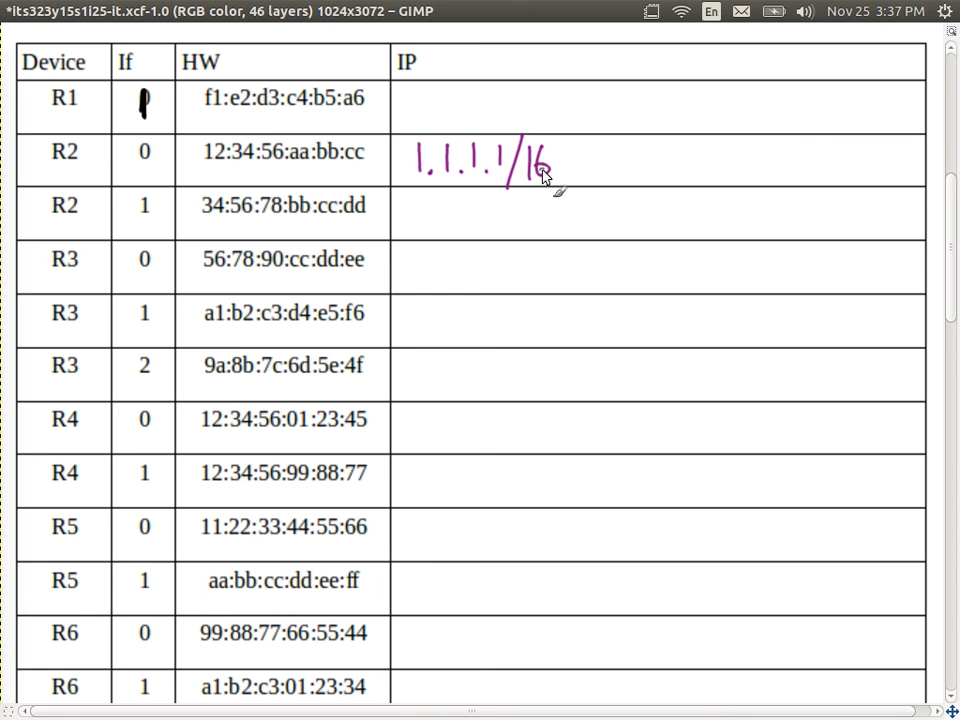 *its323y15s1i25-it.xcf-1.0 (RGB color, 46 layers) 1024x3072 – GIMP En Nov 25 3:37 PM
Device If HW IP
R1 f1:e2:d3:c4:b5:a6
R2 0 12:34:56:aa:bb:cc 1.1.1.1/16
R2 1 34:56:78:bb:cc:dd
R3 0 56:78:90:cc:dd:ee
R3 1 a1:b2:c3:d4:e5:f6
R3 2 9a:8b:7c:6d:5e:4f
R4 0 12:34:56:01:23:45
R4 1 12:34:56:99:88:77
R5 0 11:22:33:44:55:66
R5 1 aa:bb:cc:dd:ee:ff
R6 0 99:88:77:66:55:44
R6 1 a1:b2:c3:01:23:34